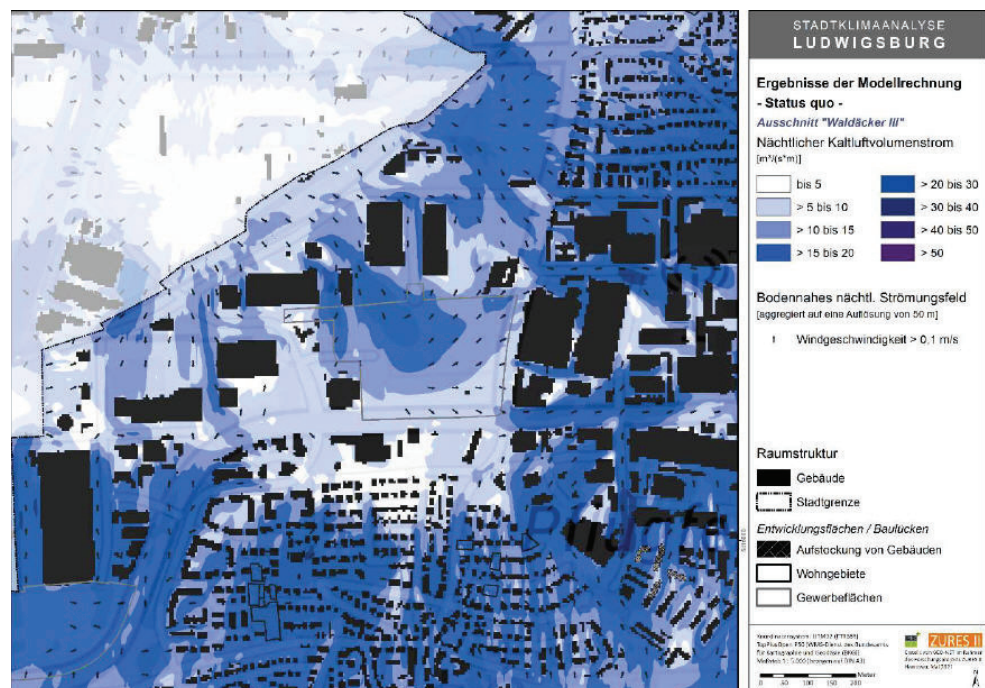 STADTKLIMAANALYSE
LUDWIGSBURG
Ergebnisse der Modellrechnung
- Status quo -
Ausschnitt "Waldäcker III"
Nächtlicher Kaltluftvolumenstrom
[m³/(s*m)]
bis 5
> 20 bis 30
> 5 bis 10
> 30 bis 40
> 10 bis 15
> 40 bis 50
> 15 bis 20
> 50
Bodennahes nächtl. Strömungsfeld
[aggregiert auf eine Auflösung von 50 m]
Windgeschwindigkeit > 0,1 m/s
Raumstruktur
Gebäude
Stadtgrenze
Entwicklungsflächen / Baulücken
Aufstockung von Gebäuden
Wohngebiete
Gewerbeflächen
ZURES II
Meter
0 50 100 150 200
N